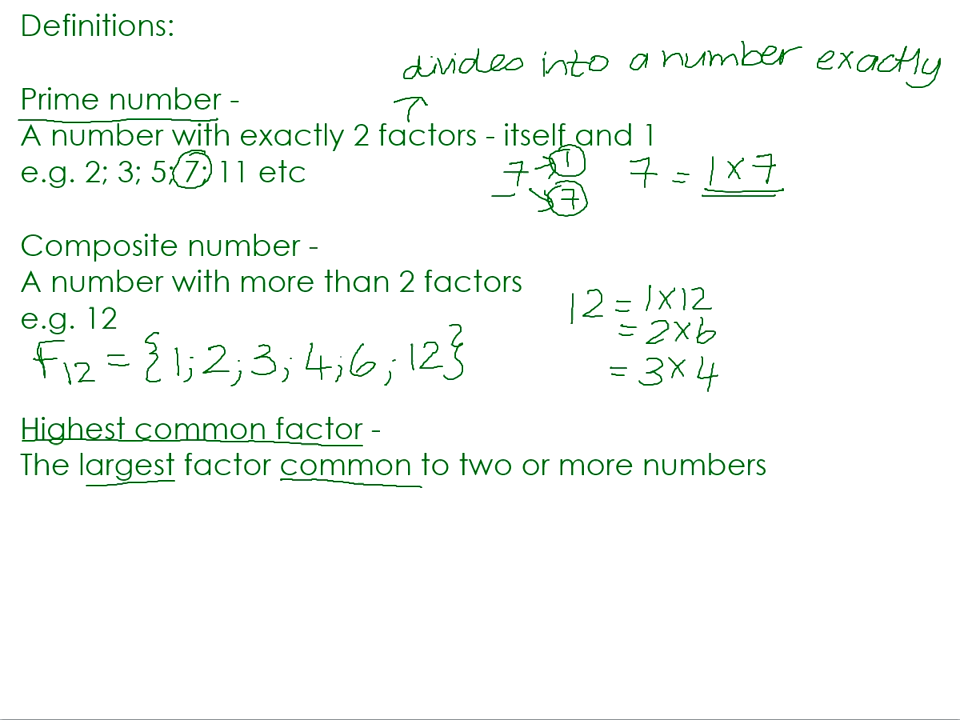 Definitions:
divides into a number exactly
Prime number -
A number with exactly 2 factors - itself and 1
e.g. 2; 3; 5; 7; 11 etc
7 1 7 7 = 1 x 7
Composite number -
A number with more than 2 factors
e.g. 12
12 = 1 x 12
= 2 x 6
= 3 x 4
F12 = {1; 2; 3; 4; 6; 12}
Highest common factor -
The largest factor common to two or more numbers